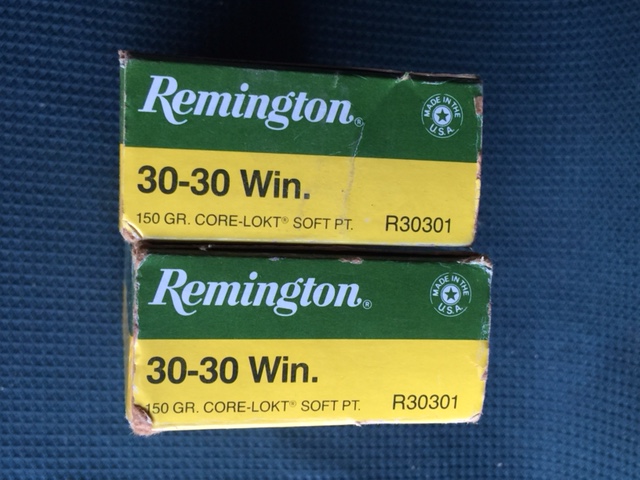 Remington®
MADE IN THE U.S.A.
30-30 Win.
150 GR. CORE-LOKT® SOFT PT. R30301
Remington®
MADE IN THE U.S.A.
30-30 Win.
150 GR. CORE-LOKT® SOFT PT. R30301